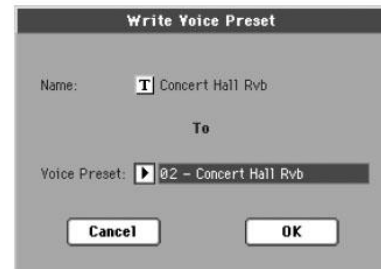 Write Voice Preset
Name: T Concert Hall Rvb
To
Voice Preset: 02 - Concert Hall Rvb
Cancel OK